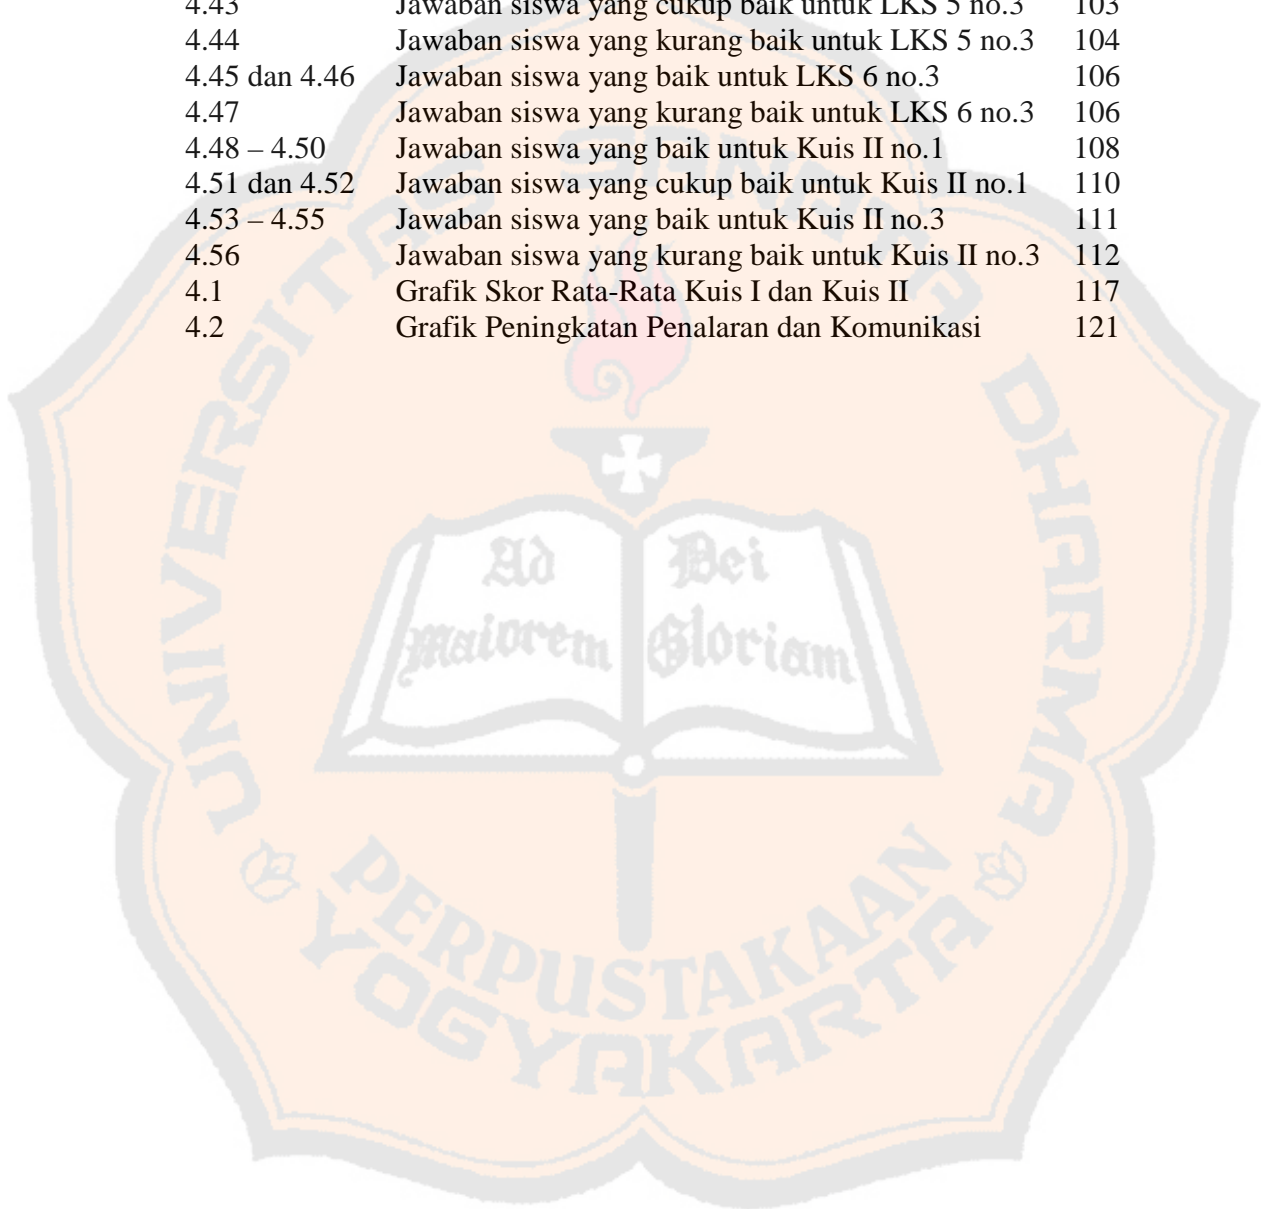 4.43 Jawaban siswa yang cukup baik untuk LKS 5 no.3 103
4.44 Jawaban siswa yang kurang baik untuk LKS 5 no.3 104
4.45 dan 4.46 Jawaban siswa yang baik untuk LKS 6 no.3 106
4.47 Jawaban siswa yang kurang baik untuk LKS 6 no.3 106
4.48 – 4.50 Jawaban siswa yang baik untuk Kuis II no.1 108
4.51 dan 4.52 Jawaban siswa yang cukup baik untuk Kuis II no.1 110
4.53 – 4.55 Jawaban siswa yang baik untuk Kuis II no.3 111
4.56 Jawaban siswa yang kurang baik untuk Kuis II no.3 112
4.1 Grafik Skor Rata-Rata Kuis I dan Kuis II 117
4.2 Grafik Peningkatan Penalaran dan Komunikasi 121
UNIVERSITAS SANATA DHARMA
Ad Dei
maiorem Gloriam
PERPUSTAKAAN
YOGYAKARTA